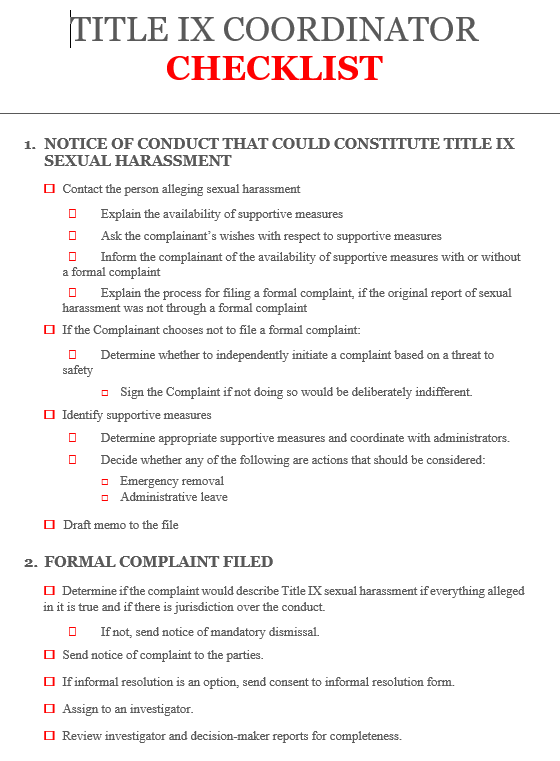 TITLE IX COORDINATOR
CHECKLIST
1. NOTICE OF CONDUCT THAT COULD CONSTITUTE TITLE IX
SEXUAL HARASSMENT
☐ Contact the person alleging sexual harassment
☐ Explain the availability of supportive measures
☐ Ask the complainant's wishes with respect to supportive measures
☐ Inform the complainant of the availability of supportive measures with or without
a formal complaint
☐ Explain the process for filing a formal complaint, if the original report of sexual
harassment was not through a formal complaint
☐ If the Complainant chooses not to file a formal complaint:
☐ Determine whether to independently initiate a complaint based on a threat to
safety
☐ Sign the Complaint if not doing so would be deliberately indifferent.
☐ Identify supportive measures
☐ Determine appropriate supportive measures and coordinate with administrators.
☐ Decide whether any of the following are actions that should be considered:
☐ Emergency removal
☐ Administrative leave
☐ Draft memo to the file
2. FORMAL COMPLAINT FILED
☐ Determine if the complaint would describe Title IX sexual harassment if everything alleged
in it is true and if there is jurisdiction over the conduct.
☐ If not, send notice of mandatory dismissal.
☐ Send notice of complaint to the parties.
☐ If informal resolution is an option, send consent to informal resolution form.
☐ Assign to an investigator.
☐ Review investigator and decision-maker reports for completeness.